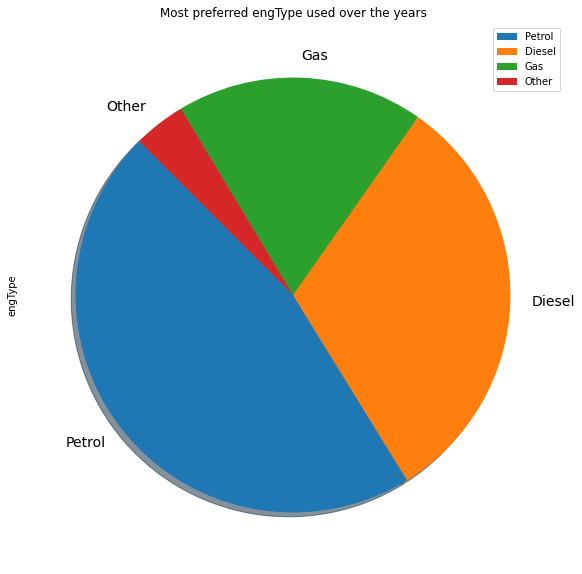 Most preferred engType used over the years
Petrol
Diesel
Gas
Other
Gas
Other
engType
Diesel
Petrol